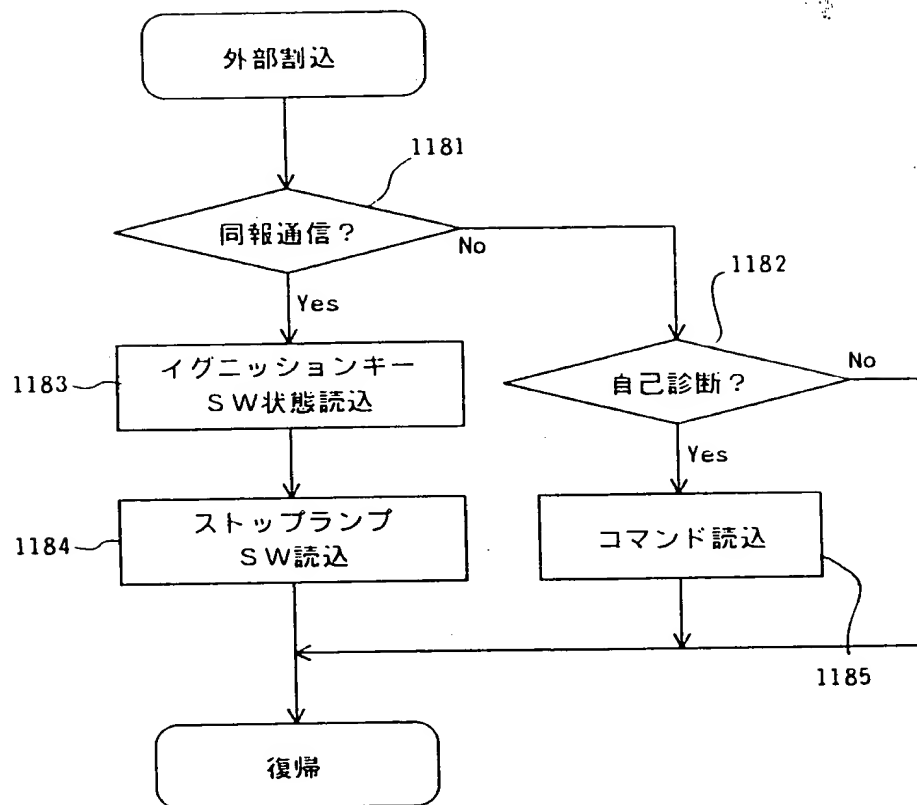 外部割込
1181
同報通信?
No
1182
Yes
No
1183
イグニッションキー
SW状態読込
自己診断?
Yes
1184
ストップランプ
SW読込
コマンド読込
1185
復帰